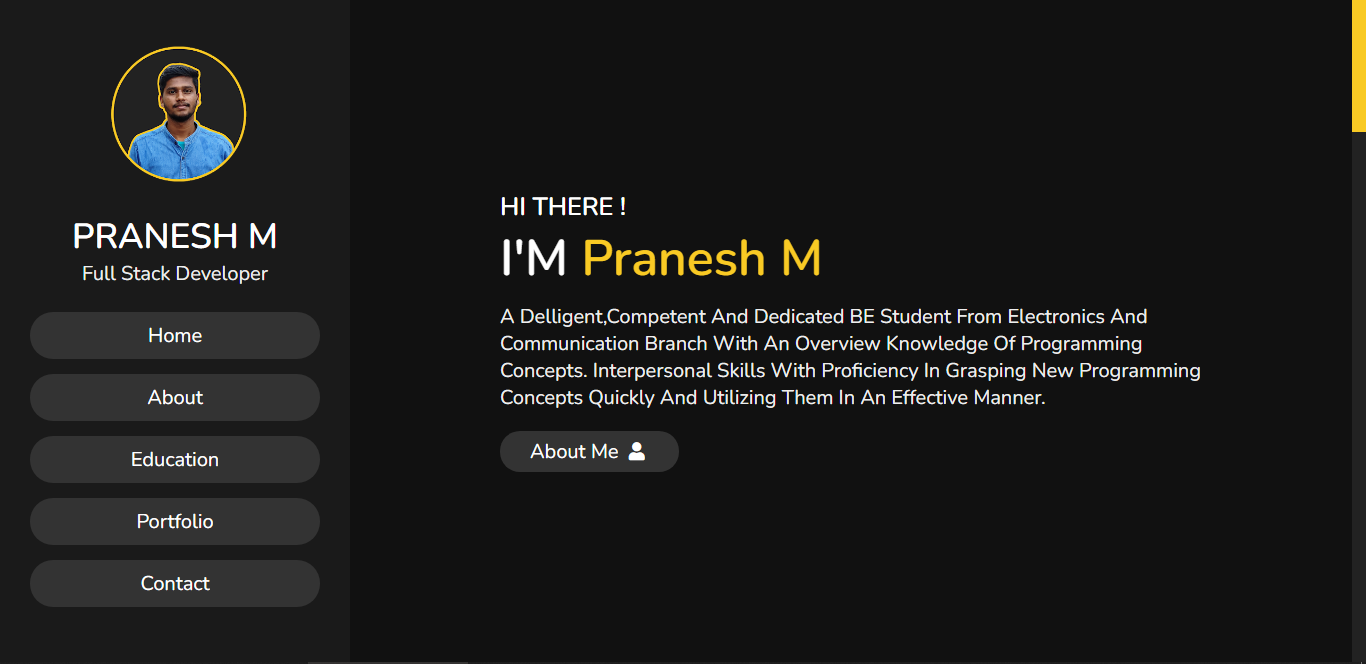 PRANESH M
Full Stack Developer
Home
About
Education
Portfolio
Contact
HI THERE !
I'M Pranesh M
A Delligent,Competent And Dedicated BE Student From Electronics And
Communication Branch With An Overview Knowledge Of Programming
Concepts. Interpersonal Skills With Proficiency In Grasping New Programming
Concepts Quickly And Utilizing Them In An Effective Manner.
About Me